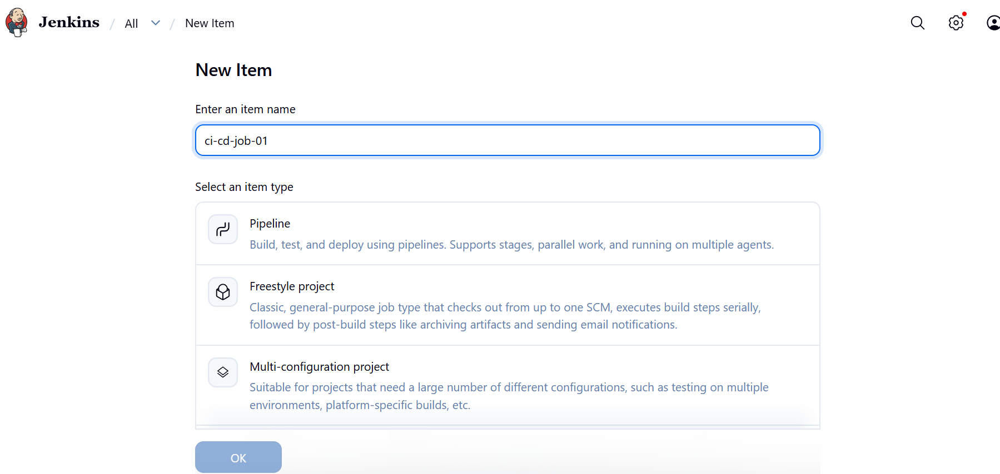 Jenkins / All / New Item
New Item
Enter an item name
ci-cd-job-01
Select an item type
Pipeline
Build, test, and deploy using pipelines. Supports stages, parallel work, and running on multiple agents.
Freestyle project
Classic, general-purpose job type that checks out from up to one SCM, executes build steps serially,
followed by post-build steps like archiving artifacts and sending email notifications.
Multi-configuration project
Suitable for projects that need a large number of different configurations, such as testing on multiple
environments, platform-specific builds, etc.
OK